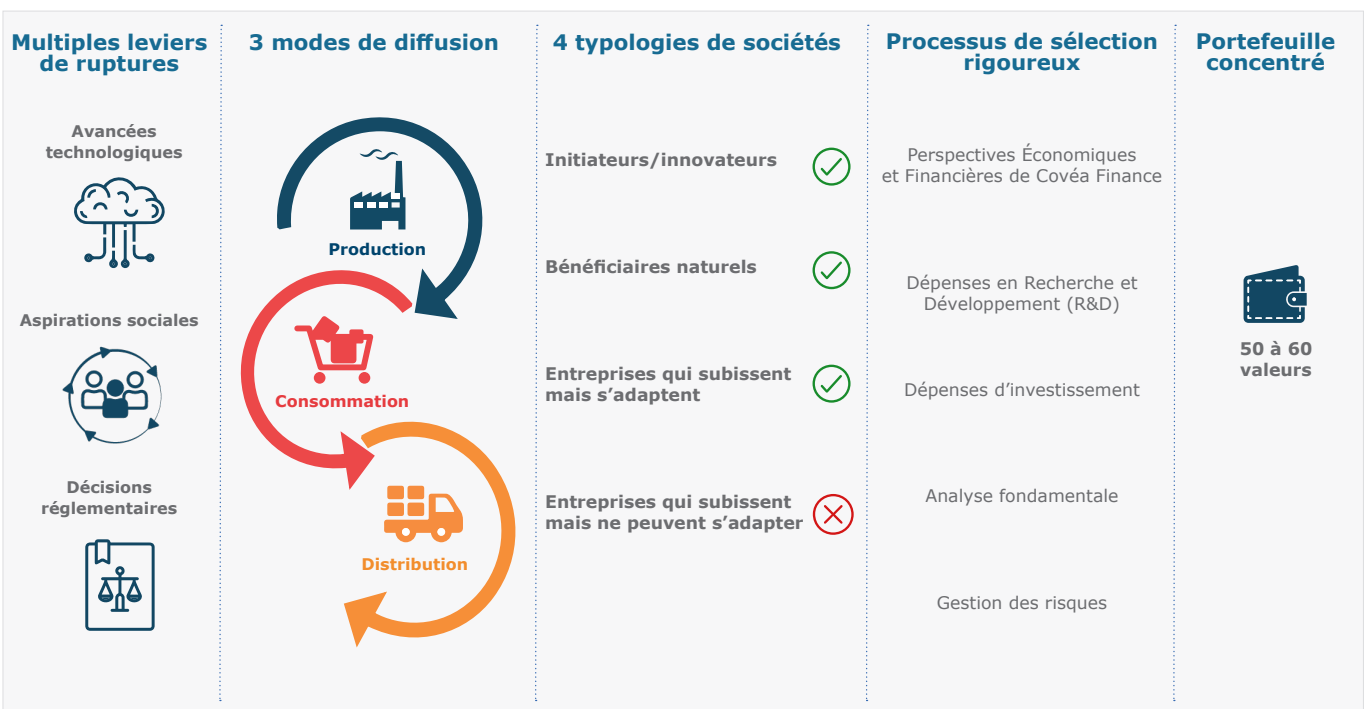 Multiples leviers
de ruptures
Avancées
technologiques
Aspirations sociales
Décisions
réglementaires
3 modes de diffusion
Production
Consommation
Distribution
4 typologies de sociétés
Initiateurs/innovateurs
Bénéficiaires naturels
Entreprises qui subissent
mais s’adaptent
Entreprises qui subissent
mais ne peuvent s’adapter
Processus de sélection
rigoureux
Perspectives Économiques
et Financières de Covéa Finance
Dépenses en Recherche et
Développement (R&D)
Dépenses d’investissement
Analyse fondamentale
Gestion des risques
Portefeuille
concentré
50 à 60
valeurs